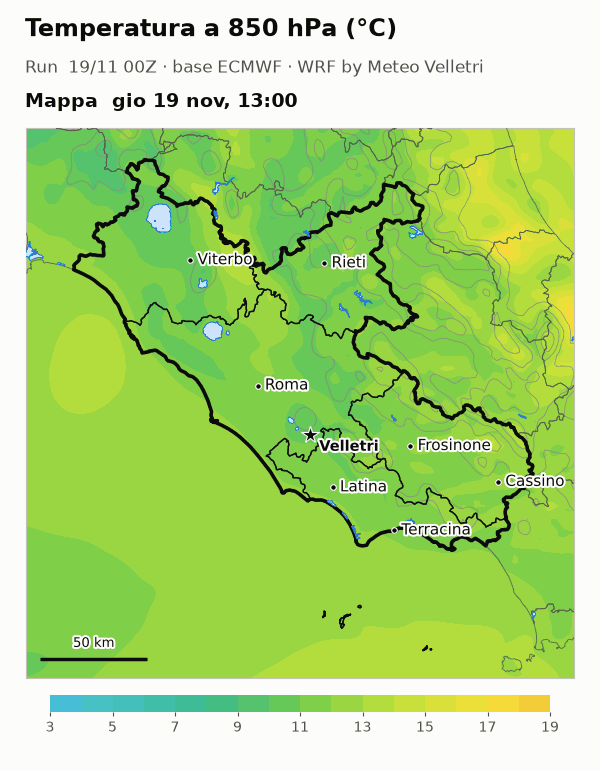 Temperatura a 850 hPa (°C)
Run  19/11 00Z · base ECMWF · WRF by Meteo Velletri
Mappa  gio 19 nov, 13:00
Viterbo
Rieti
Roma
Velletri
Frosinone
Latina
Cassino
Terracina
50 km
3 5 7 9 11 13 15 17 19